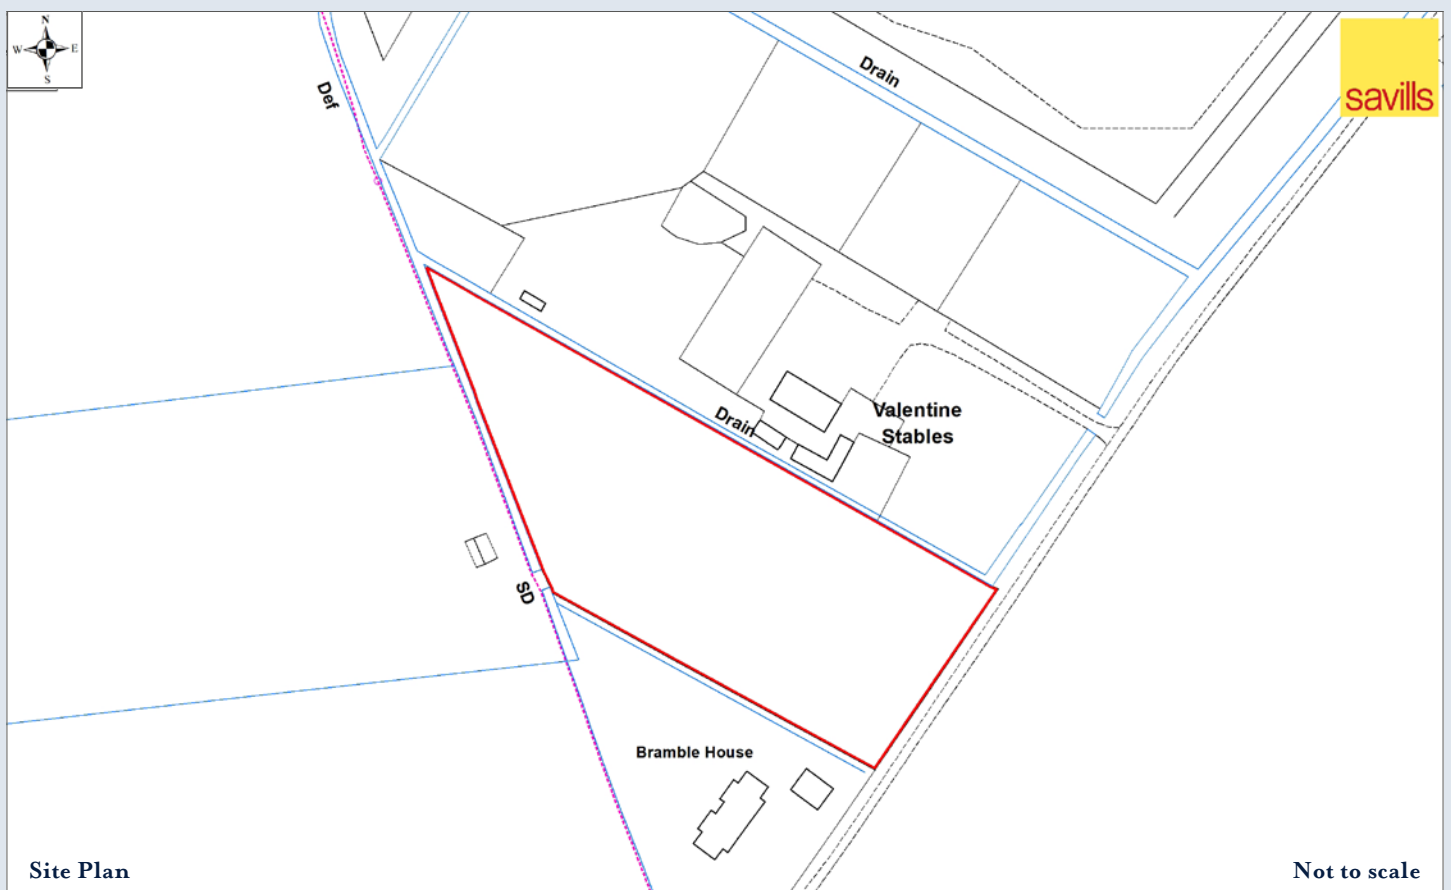 N
W E
S
Def
Drain
savills
Drain
Valentine
Stables
SD
Bramble House
Site Plan
Not to scale